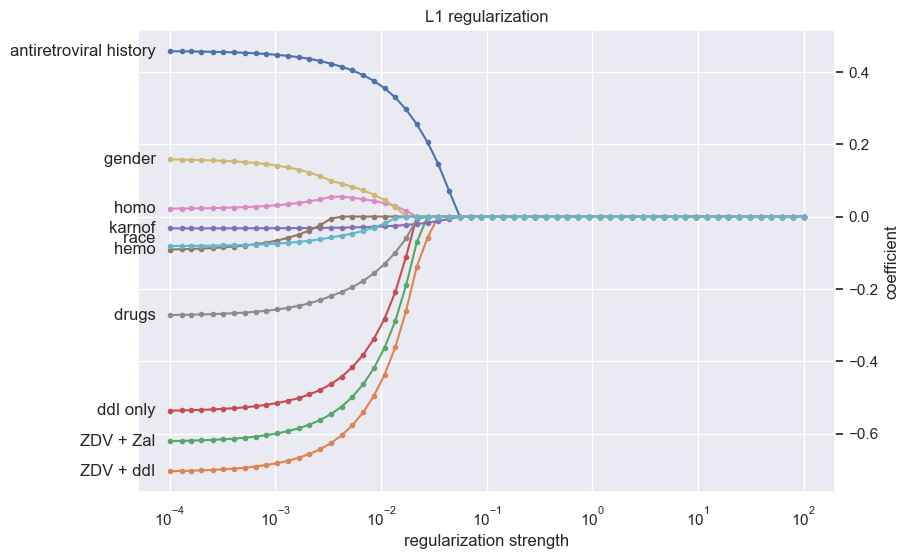 L1 regularization
antiretroviral history
gender
homo
karnof
race
hemo
drugs
ddI only
ZDV + Zal
ZDV + ddI
0.4
0.2
0.0
−0.2
−0.4
−0.6
coefficient
10⁻⁴ 10⁻³ 10⁻² 10⁻¹ 10⁰ 10¹ 10²
regularization strength